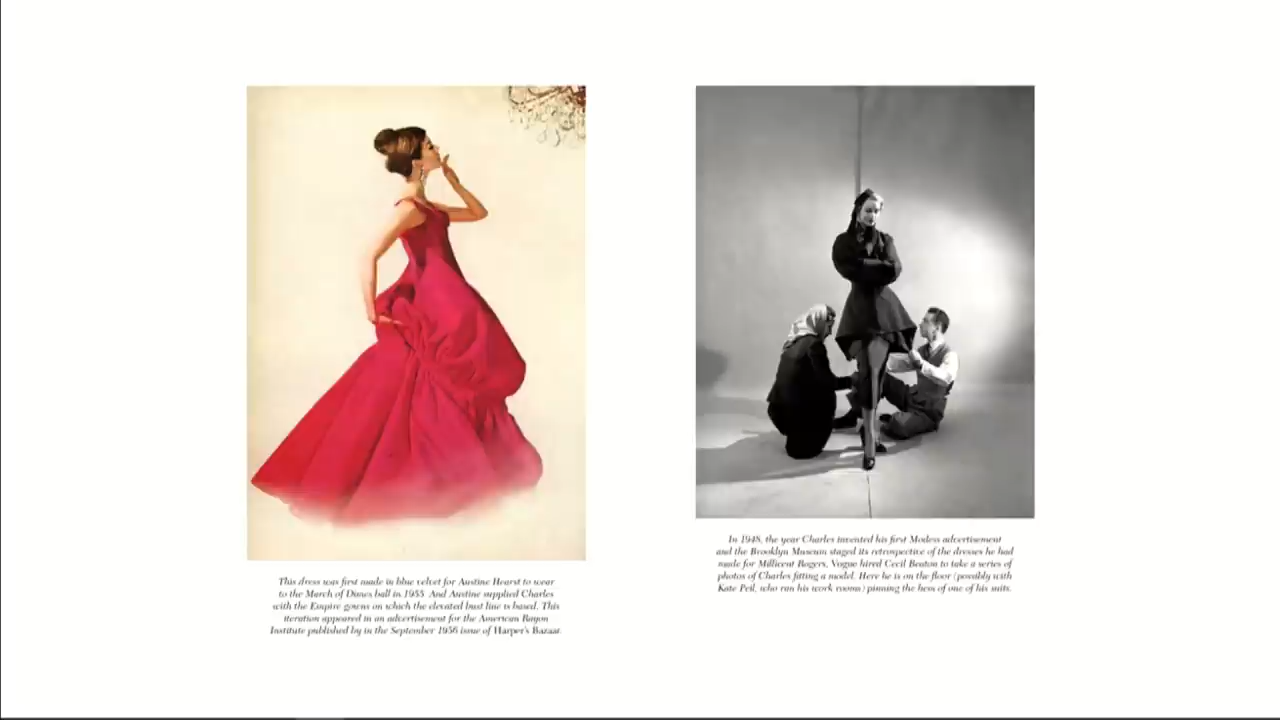 This dress was first made in blue velvet for Austine Hearst to wear
to the March of Dimes ball in 1955. And Austine supplied Charles
with the Empire gowns on which the elevated bust line is based. This
iteration appeared in an advertisement for the American Rayon
Institute published by in the September 1956 issue of Harper's Bazaar.
In 1948, the year Charles invented his first Modess advertisement
and the Brooklyn Museum staged its retrospective of the dresses he had
made for Millicent Rogers, Vogue hired Cecil Beaton to take a series of
photos of Charles fitting a model. Here he is on the floor (possibly with
Kate Peil, who ran his work rooms) pinning the hem of one of his suits.